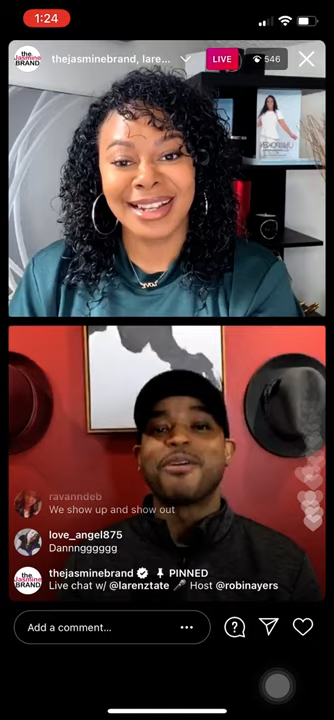 1:24
the
Jasmine
BRAND
thejasminebrand, lare...
LIVE
546
ravanndeb
We show up and show out
love_angel875
Dannngggggg
the
Jasmine
BRAND
thejasminebrand PINNED
Live chat w/ @larenztate 🎤 Host @robinayers
Add a comment...